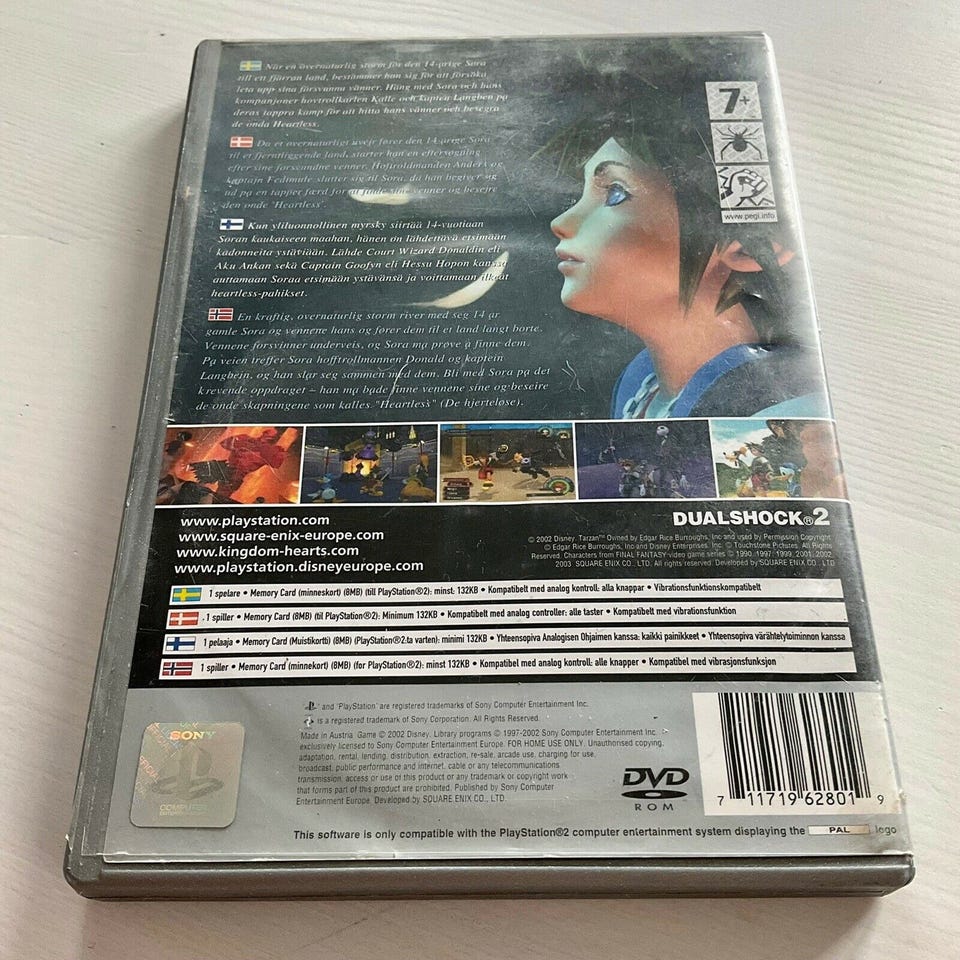 När en övernaturlig storm för den 14-årige Sora
till ett fjärran land, bestämmer han sig för att försöka
leta upp sina försvunna vänner. Häng med Sora och hans
kompanjoner hovtrollkarlen Kalle och kapten Långben på
deras tappra kamp för att hitta hans vänner och besegra
de onda Heartless.
Da et overnaturligt uvejr fører den 14-årige Sora
til et fjerntliggende land, starter han en eftersøgning
efter sine forsvundne venner. Hoftroldmanden Anders og
Kaptajn Fedtmule slutter sig til Sora, da han begiver sig
ud på en tapper færd for at finde sine venner og besejre
den onde 'Heartless'.
Kun yliluonnollinen myrsky siirtää 14-vuotiaan
Soran kaukaiseen maahan, hänen on lähdettävä etsimään
kadonneita ystäviään. Lähde Court Wizard Donaldin eli
Aku Ankan sekä Captain Goofyn eli Hessu Hopon kanssa
auttamaan Soraa etsimään ystävänsä ja voittamaan ilkeät
heartless-pahikset.
En kraftig, overnaturlig storm river med seg 14 år
gamle Sora og vennene hans og fører dem til et land langt borte.
Vennene forsvinner underveis, og Sora må prøve å finne dem.
På veien treffer Sora hofftrollmannen Donald og kaptein
Langbein, og han slår seg sammen med dem. Bli med Sora på det
krevende oppdraget – han må både finne vennene sine og beseire
de onde skapningene som kalles "Heartless" (De hjerteløse).
7+
www.pegi.info
www.playstation.com
www.square-enix-europe.com
www.kingdom-hearts.com
www.playstation.disneyeurope.com
DUALSHOCK®2
© 2002 Disney. Tarzan™ Owned by Edgar Rice Burroughs, Inc and used by Permission Copyright
© Edgar Rice Burroughs, Inc and Disney Enterprises, Inc. © Touchstone Pictures. All Rights
Reserved. Characters from FINAL FANTASY video game series © 1990, 1997, 1999, 2001, 2002,
2003 SQUARE ENIX CO., LTD. All rights reserved. Developed by SQUARE ENIX CO., LTD.
1 spelare • Memory Card (minneskort) (8MB) (till PlayStation®2): minst 132KB • Kompatibelt med analog kontroll: alla knappar • Vibrationsfunktionskompatibelt
1 spiller • Memory Card (8MB) (til PlayStation®2): Minimum 132KB • Kompatibelt med analog controller: alle taster • Kompatibelt med vibrationsfunktion
1 pelaaja • Memory Card (Muistikortti) (8MB) (PlayStation®2:ta varten): minimi 132KB • Yhteensopiva Analogisen Ohjaimen kanssa: kaikki painikkeet • Yhteensopiva värähtelytoiminnon kanssa
1 spiller • Memory Card (minnekort) (8MB) (for PlayStation®2): minst 132KB • Kompatibel med analog kontroll: alle knapper • Kompatibel med vibrasjonsfunksjon
and "PlayStation" are registered trademarks of Sony Computer Entertainment Inc.
is a registered trademark of Sony Corporation. All Rights Reserved.
Made in Austria Game © 2002 Disney. Library programs © 1997-2002 Sony Computer Entertainment Inc.
exclusively licensed to Sony Computer Entertainment Europe. FOR HOME USE ONLY. Unauthorised copying,
adaptation, rental, lending, distribution, extraction, re-sale, arcade use, charging for use,
broadcast, public performance and internet, cable or any telecommunications
transmission, access or use of this product or any trademark or copyright work
that forms part of this product are prohibited. Published by Sony Computer
Entertainment Europe. Developed by SQUARE ENIX CO., LTD.
SONY
COMPUTER
DVD
ROM
7 11719 62801 9
This software is only compatible with the PlayStation®2 computer entertainment system displaying the PAL logo